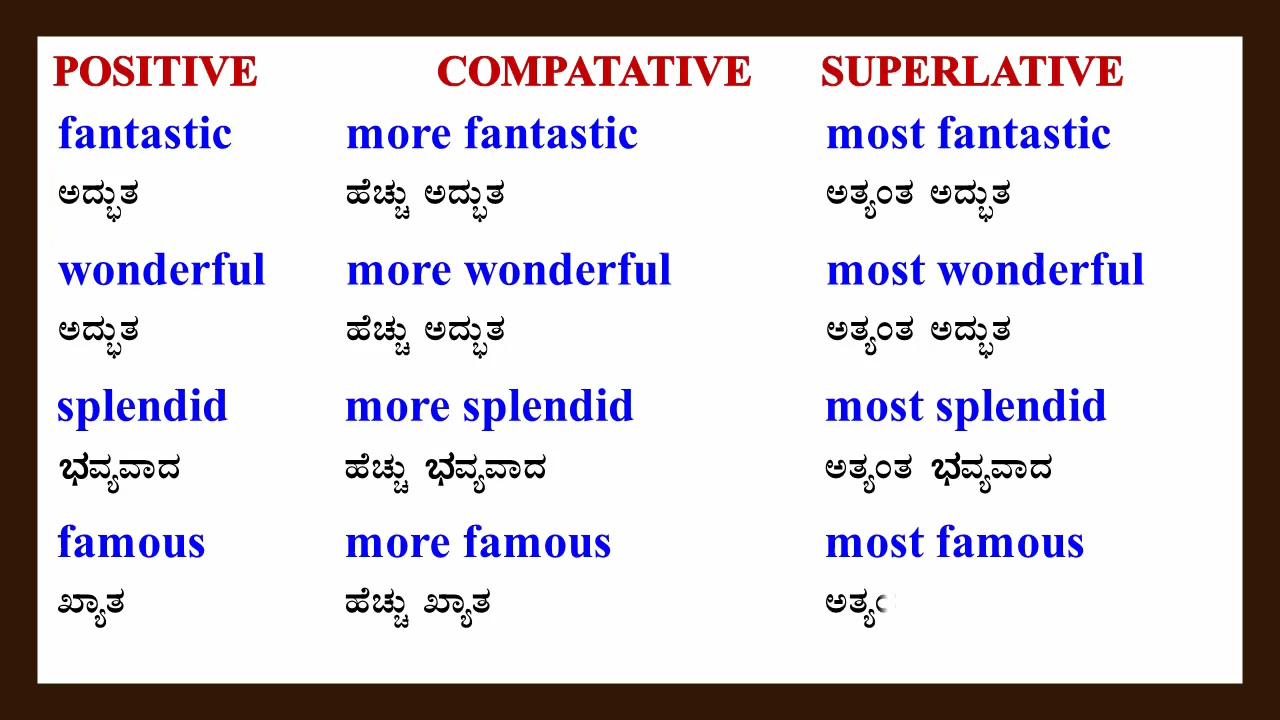 POSITIVE COMPATATIVE SUPERLATIVE
fantastic more fantastic most fantastic
ಅದ್ಭುತ ಹೆಚ್ಚು ಅದ್ಭುತ ಅತ್ಯಂತ ಅದ್ಭುತ
wonderful more wonderful most wonderful
ಅದ್ಭುತ ಹೆಚ್ಚು ಅದ್ಭುತ ಅತ್ಯಂತ ಅದ್ಭುತ
splendid more splendid most splendid
ಭವ್ಯವಾದ ಹೆಚ್ಚು ಭವ್ಯವಾದ ಅತ್ಯಂತ ಭವ್ಯವಾದ
famous more famous most famous
ಖ್ಯಾತ ಹೆಚ್ಚು ಖ್ಯಾತ